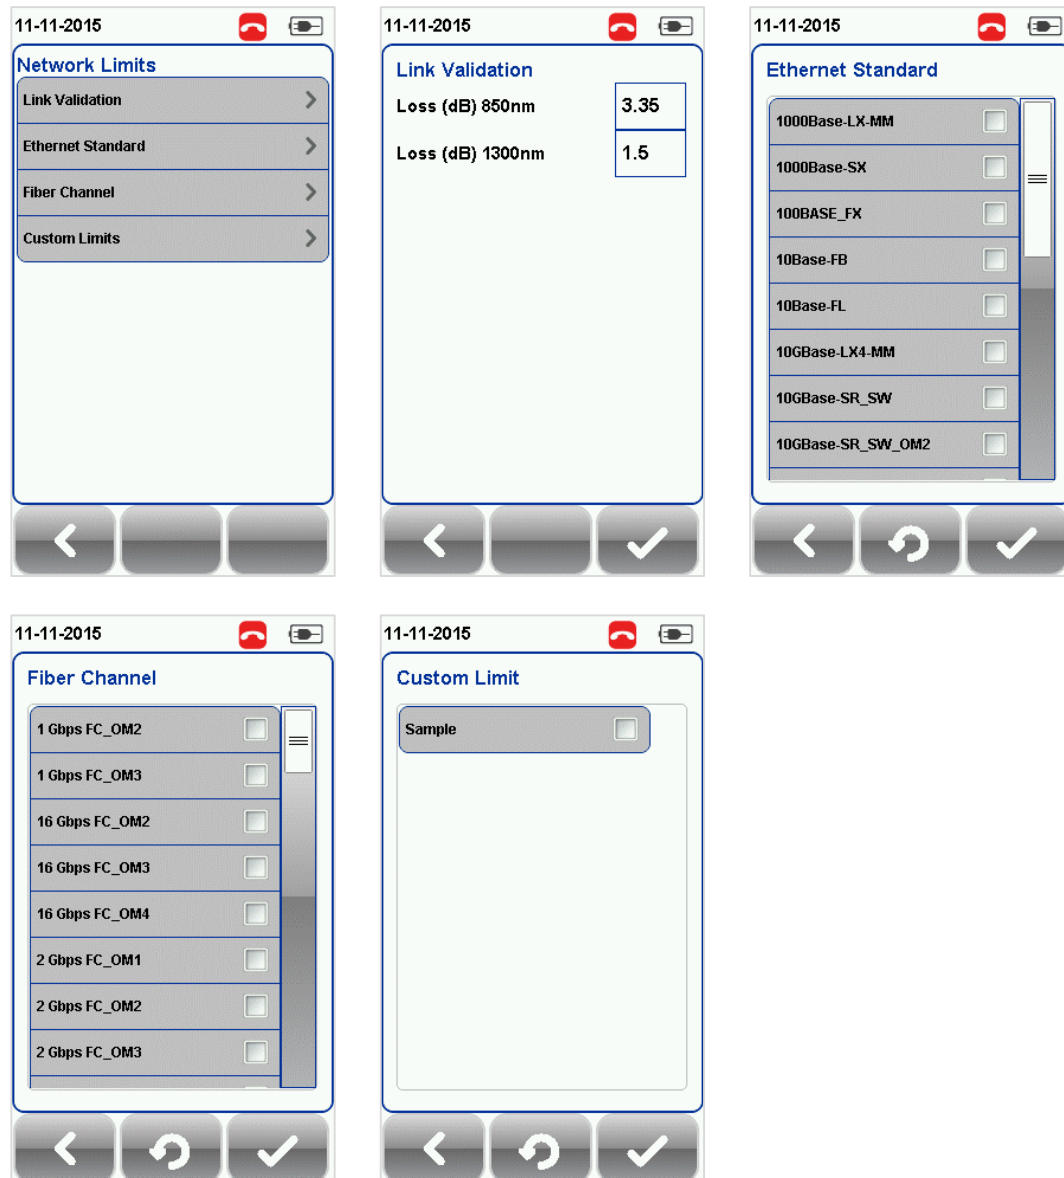 11-11-2015
Network Limits
Link Validation
Ethernet Standard
Fiber Channel
Custom Limits
11-11-2015
Link Validation
Loss (dB) 850nm 3.35
Loss (dB) 1300nm 1.5
11-11-2015
Ethernet Standard
1000Base-LX-MM
1000Base-SX
100BASE_FX
10Base-FB
10Base-FL
10GBase-LX4-MM
10GBase-SR_SW
10GBase-SR_SW_OM2
11-11-2015
Fiber Channel
1 Gbps FC_OM2
1 Gbps FC_OM3
16 Gbps FC_OM2
16 Gbps FC_OM3
16 Gbps FC_OM4
2 Gbps FC_OM1
2 Gbps FC_OM2
2 Gbps FC_OM3
11-11-2015
Custom Limit
Sample